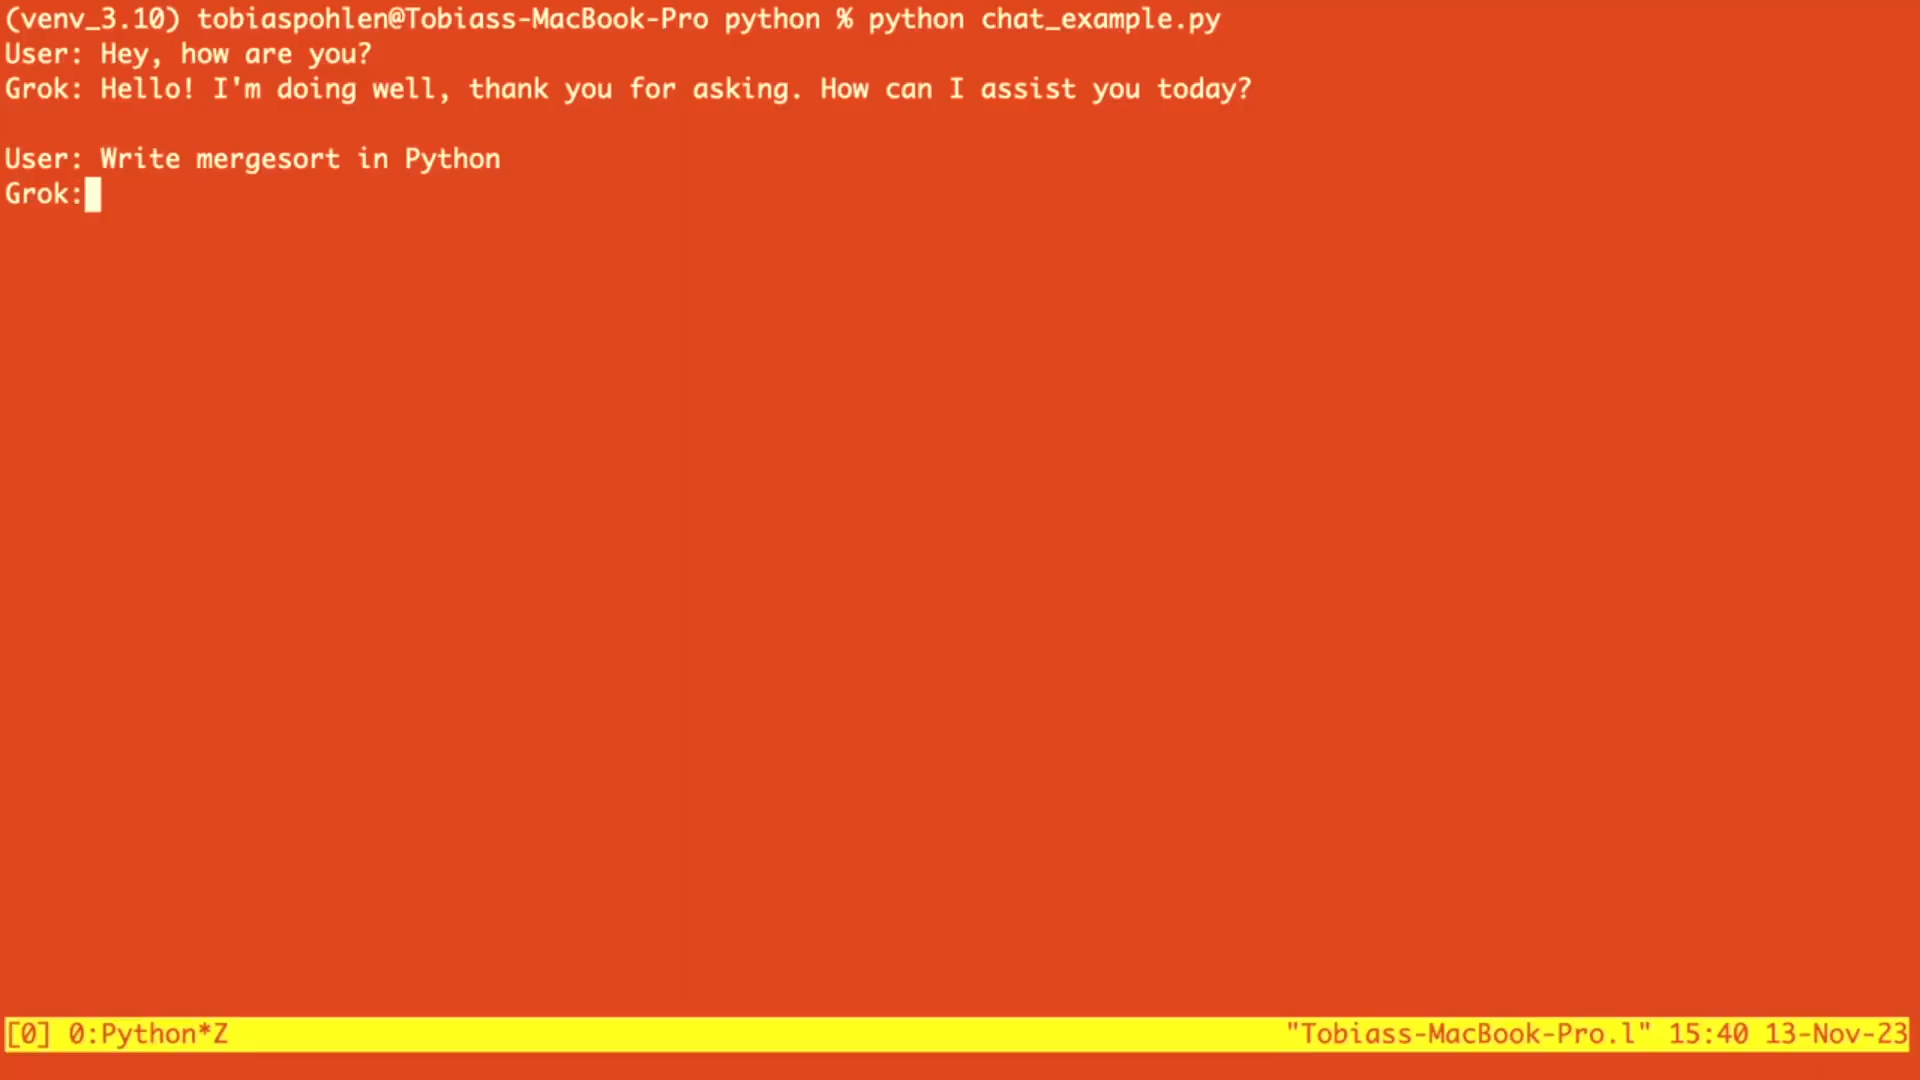 (venv_3.10) tobiaspohlen@Tobiass-MacBook-Pro python % python chat_example.py
User: Hey, how are you?
Grok: Hello! I'm doing well, thank you for asking. How can I assist you today?
User: Write mergesort in Python
Grok:
[0] 0:Python*Z "Tobiass-MacBook-Pro.l" 15:40 13-Nov-23